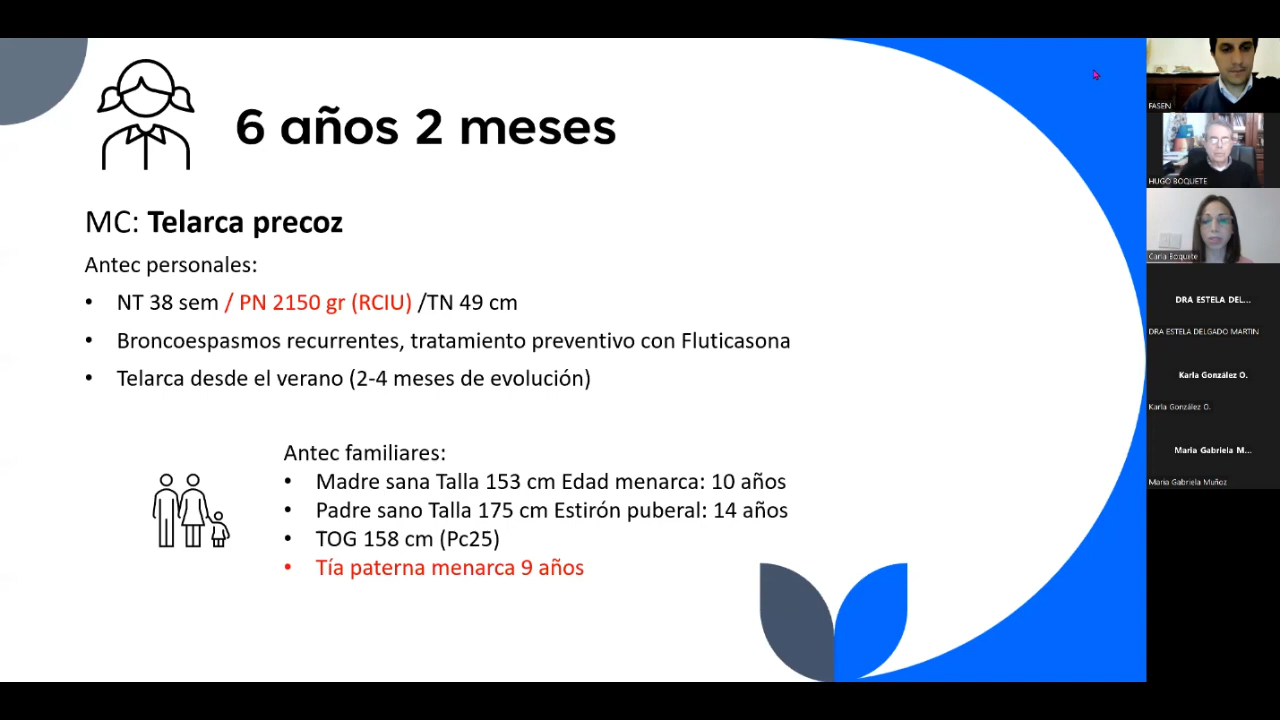 6 años 2 meses
MC: Telarca precoz
Antec personales:
• NT 38 sem / PN 2150 gr (RCIU) /TN 49 cm
• Broncoespasmos recurrentes, tratamiento preventivo con Fluticasona
• Telarca desde el verano (2-4 meses de evolución)
Antec familiares:
• Madre sana Talla 153 cm Edad menarca: 10 años
• Padre sano Talla 175 cm Estirón puberal: 14 años
• TOG 158 cm (Pc25)
• Tía paterna menarca 9 años
FASEN
HUGO BOQUETE
Carla Boquete
DRA ESTELA DEL...
DRA ESTELA DELGADO MARTIN
Karla González O.
Karla González O.
Maria Gabriela M...
Maria Gabriela Muñoz